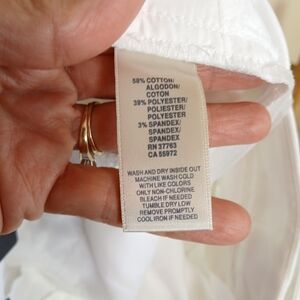 58% COTTON/
ALGODON/
COTON
39% POLYESTER/
POLIESTER/
POLYESTER
3% SPANDEX/
SPANDEX/
SPANDEX
RN 37763
CA 55972
WASH AND DRY INSIDE OUT
MACHINE WASH COLD
WITH LIKE COLORS
ONLY NON-CHLORINE
BLEACH IF NEEDED
TUMBLE DRY LOW
REMOVE PROMPTLY
COOL IRON IF NEEDED